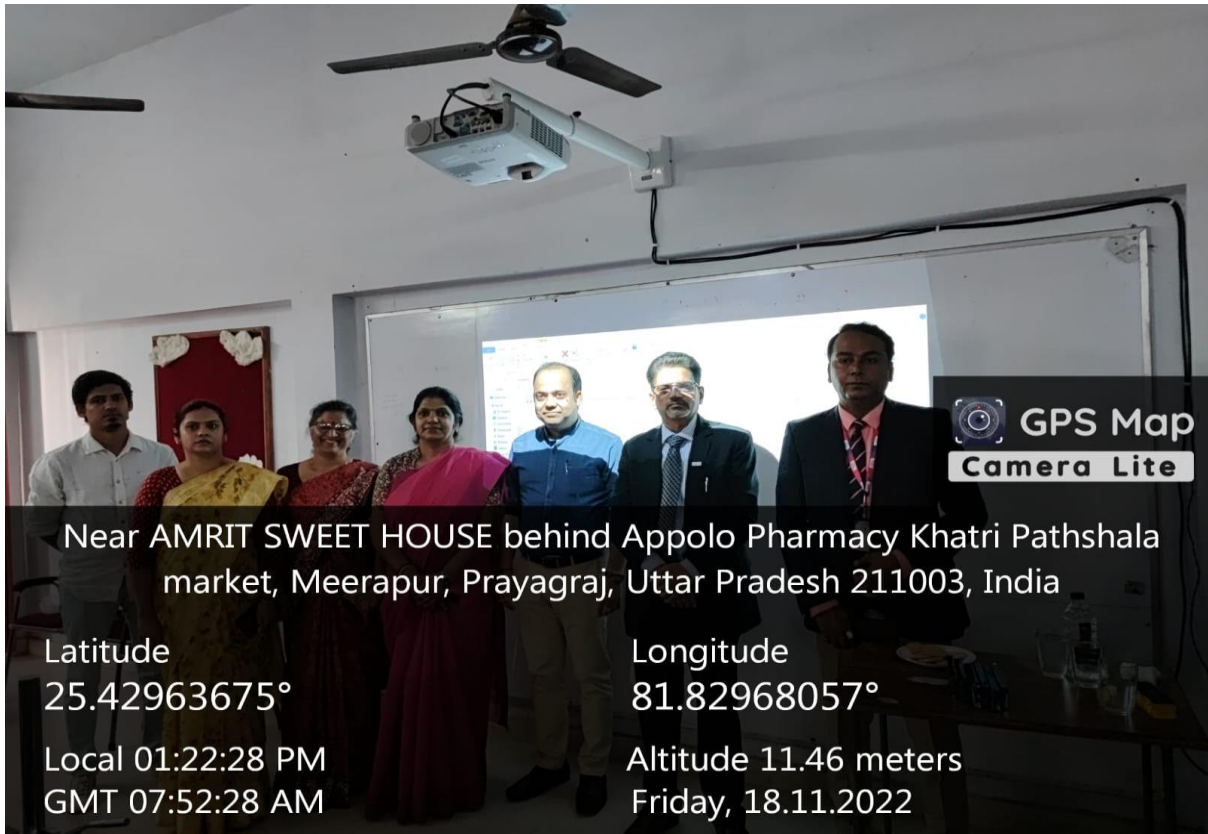 GPS Map
Camera Lite
Near AMRIT SWEET HOUSE behind Appolo Pharmacy Khatri Pathshala
market, Meerapur, Prayagraj, Uttar Pradesh 211003, India
Latitude
25.42963675°
Longitude
81.82968057°
Local 01:22:28 PM
GMT 07:52:28 AM
Altitude 11.46 meters
Friday, 18.11.2022